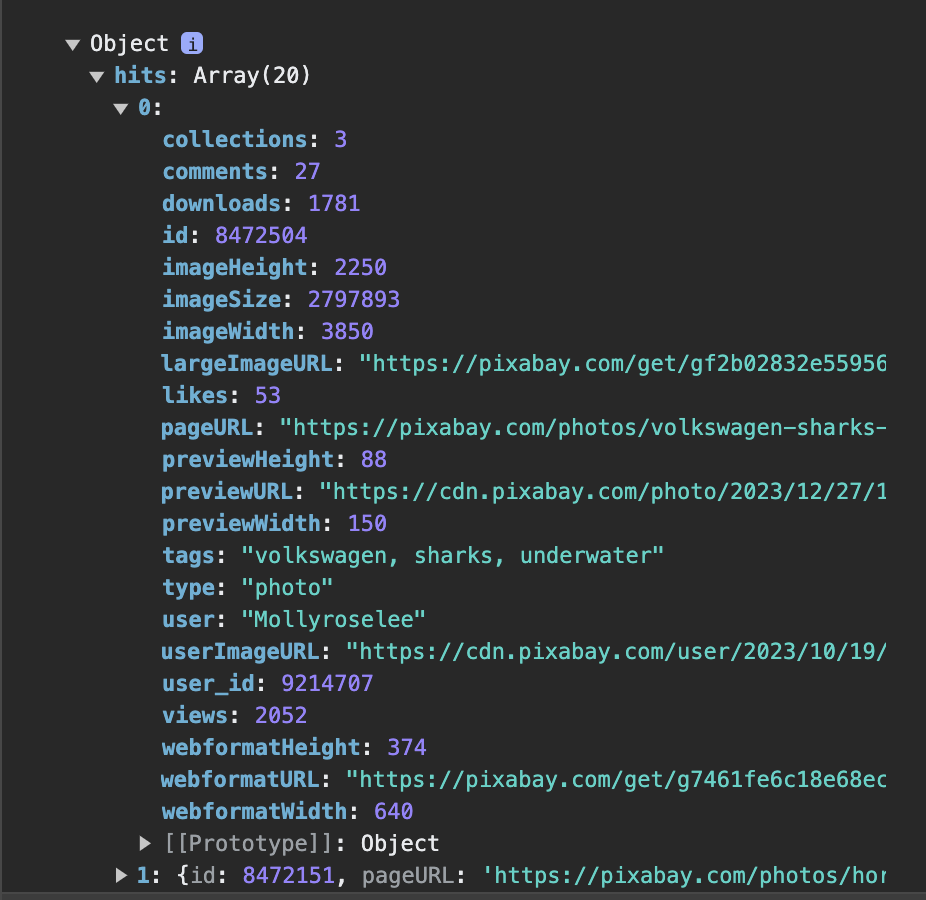 Object i
hits: Array(20)
0:
collections: 3
comments: 27
downloads: 1781
id: 8472504
imageHeight: 2250
imageSize: 2797893
imageWidth: 3850
largeImageURL: "https://pixabay.com/get/gf2b02832e55956
likes: 53
pageURL: "https://pixabay.com/photos/volkswagen-sharks-
previewHeight: 88
previewURL: "https://cdn.pixabay.com/photo/2023/12/27/1
previewWidth: 150
tags: "volkswagen, sharks, underwater"
type: "photo"
user: "Mollyroselee"
userImageURL: "https://cdn.pixabay.com/user/2023/10/19/
user_id: 9214707
views: 2052
webformatHeight: 374
webformatURL: "https://pixabay.com/get/g7461fe6c18e68ec
webformatWidth: 640
[[Prototype]]: Object
1: {id: 8472151, pageURL: 'https://pixabay.com/photos/hor